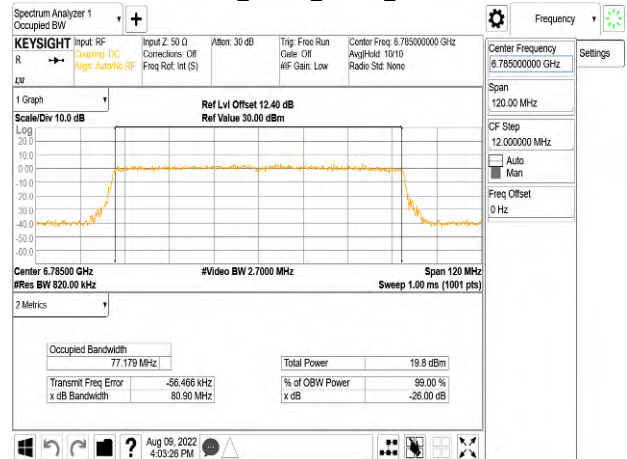 Spectrum Analyzer 1
Occupied BW
Frequency
KEYSIGHT
R
Input: RF
Coupling: DC
Align: Auto/No RF
Input Z: 50 Ω
Corrections: Off
Freq Ref: Int (S)
Atten: 30 dB
Trig: Free Run
Gate: Off
#IF Gain: Low
Center Freq: 6.785000000 GHz
Avg|Hold: 10/10
Radio Std: None
Center Frequency
6.785000000 GHz
Settings
Span
120.00 MHz
CF Step
12.000000 MHz
Auto
Man
Freq Offset
0 Hz
1 Graph
Scale/Div 10.0 dB
Ref Lvl Offset 12.40 dB
Ref Value 30.00 dBm
Log
20.0
10.0
0.00
-10.0
-20.0
-30.0
-40.0
-50.0
-60.0
Center 6.78500 GHz
#Video BW 2.7000 MHz
Span 120 MHz
#Res BW 820.00 kHz
Sweep 1.00 ms (1001 pts)
2 Metrics
Occupied Bandwidth
77.179 MHz
Total Power 19.8 dBm
Transmit Freq Error -56.466 kHz
% of OBW Power 99.00 %
x dB Bandwidth 80.90 MHz
x dB -26.00 dB
?
Aug 09, 2022
4:03:26 PM